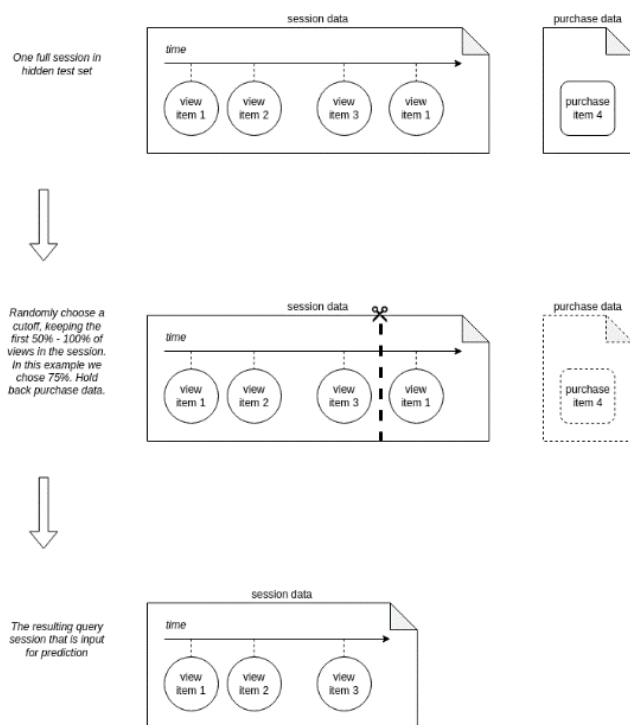 session data
purchase data
One full session in
hidden test set
time
view
item 1
view
item 2
view
item 3
view
item 1
purchase
item 4
Randomly choose a
cutoff, keeping the
first 50% - 100% of
views in the session.
In this example we
chose 75%. Hold
back purchase data.
session data
purchase data
time
view
item 1
view
item 2
view
item 3
view
item 1
purchase
item 4
The resulting query
session that is input
for prediction
session data
time
view
item 1
view
item 2
view
item 3